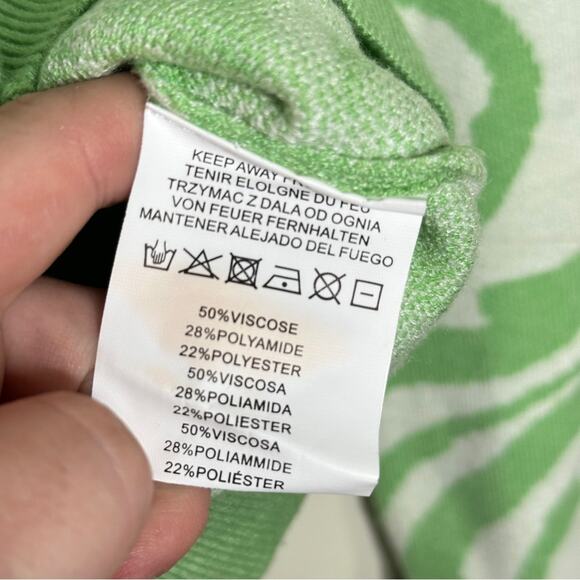 KEEP AWAY
TENIR ELOLGNE DU FEU
TRZYMAC Z DALA OD OGNIA
VON FEUER FERNHALTEN
MANTENER ALEJADO DEL FUEGO
50%VISCOSE
28%POLYAMIDE
22%POLYESTER
50%VISCOSA
28%POLIAMIDA
22%POLIESTER
50%VISCOSA
28%POLIAMMIDE
22%POLIÉSTER